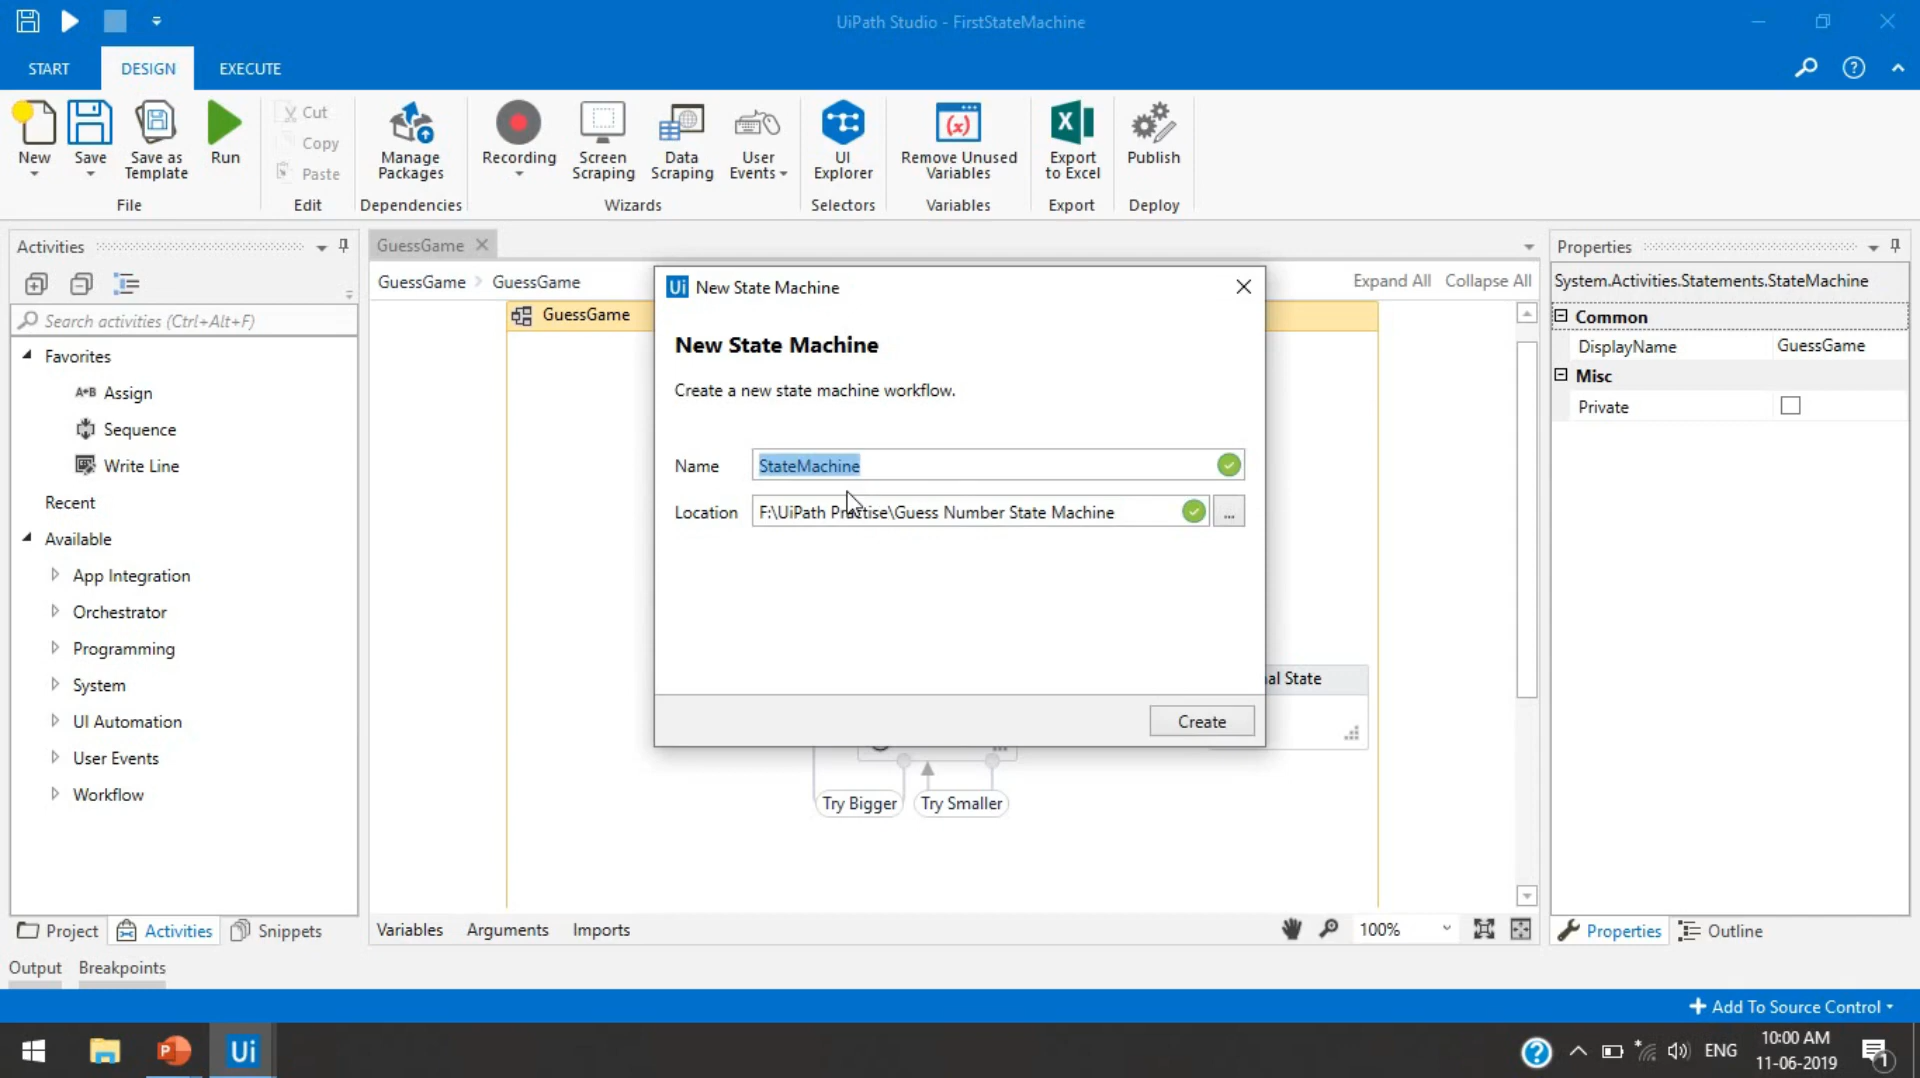 UiPath Studio - FirstStateMachine
START
DESIGN
EXECUTE
New
Save
Save as
Template
Run
File
Cut
Copy
Paste
Edit
Manage
Packages
Dependencies
Recording
Screen
Scraping
Data
Scraping
User
Events
Wizards
UI
Explorer
Selectors
Remove Unused
Variables
Variables
Export
to Excel
Export
Publish
Deploy
Activities
Search activities (Ctrl+Alt+F)
Favorites
A+B Assign
Sequence
Write Line
Recent
Available
App Integration
Orchestrator
Programming
System
UI Automation
User Events
Workflow
Project
Activities
Snippets
GuessGame
GuessGame > GuessGame
Expand All
Collapse All
GuessGame
Ui New State Machine
New State Machine
Create a new state machine workflow.
Name
StateMachine
Location
F:\UiPath Practise\Guess Number State Machine
...
Create
al State
Try Bigger
Try Smaller
Variables
Arguments
Imports
100%
Properties
System.Activities.Statements.StateMachine
Common
DisplayName
GuessGame
Misc
Private
Properties
Outline
Output
Breakpoints
Add To Source Control
Ui
ENG
10:00 AM
11-06-2019
1